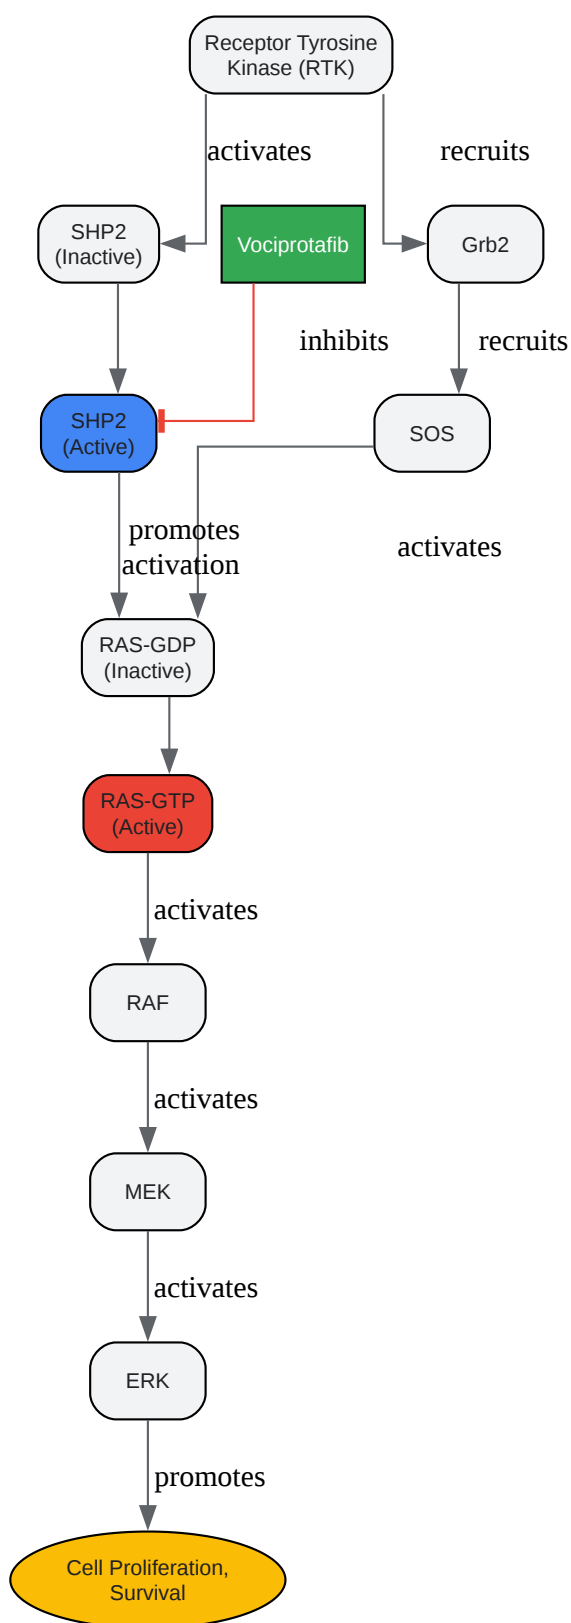 Receptor Tyrosine
Kinase (RTK)
activates
recruits
SHP2
(Inactive)
Vociprotafib
Grb2
inhibits
recruits
SHP2
(Active)
SOS
promotes
activation
activates
RAS-GDP
(Inactive)
RAS-GTP
(Active)
activates
RAF
activates
MEK
activates
ERK
promotes
Cell Proliferation,
Survival